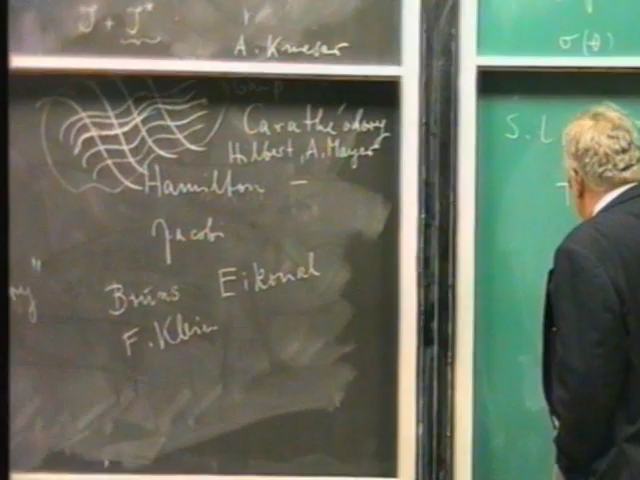 J + J*
A. Kneser
σ(θ)
Carathéodory
Hilbert, A. Mayer
Hamilton –
Jacobi
Bruns Eikonal
F. Klein
S. L